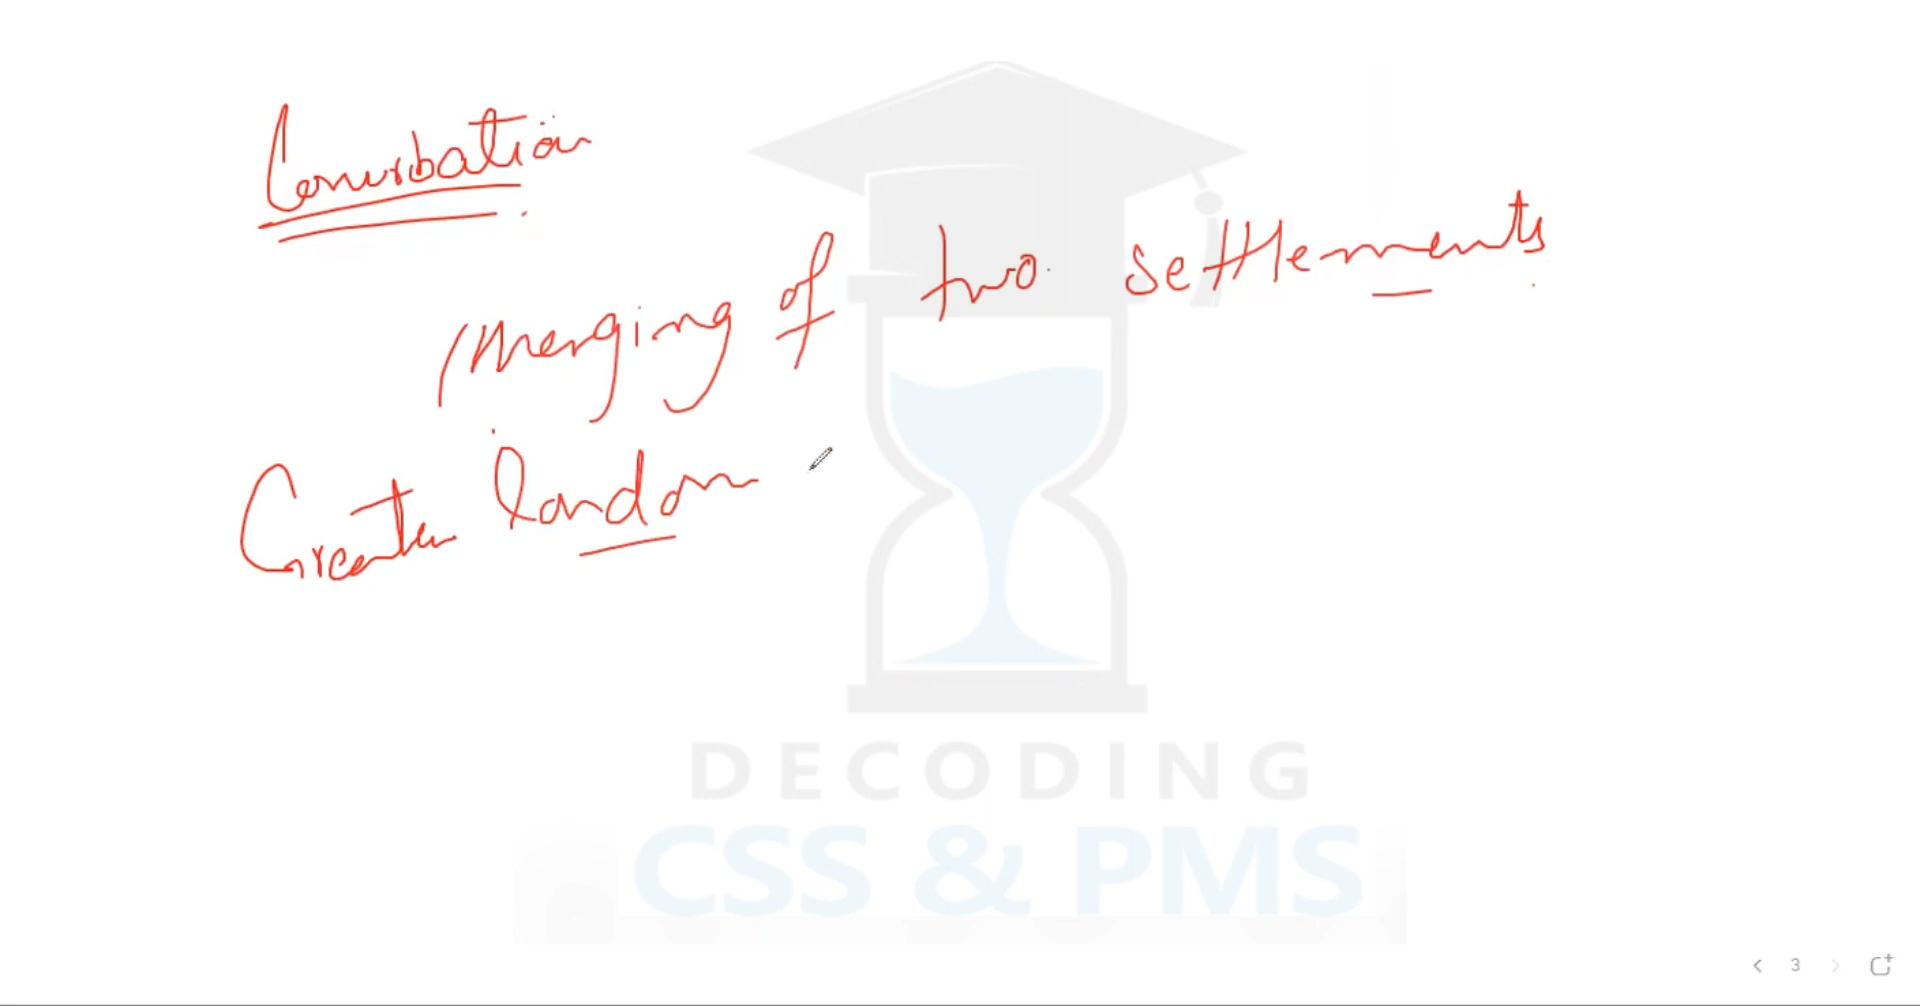 Conurbation
Merging of two settlements
Greater london
DECODING
CSS & PMS
< 3 >